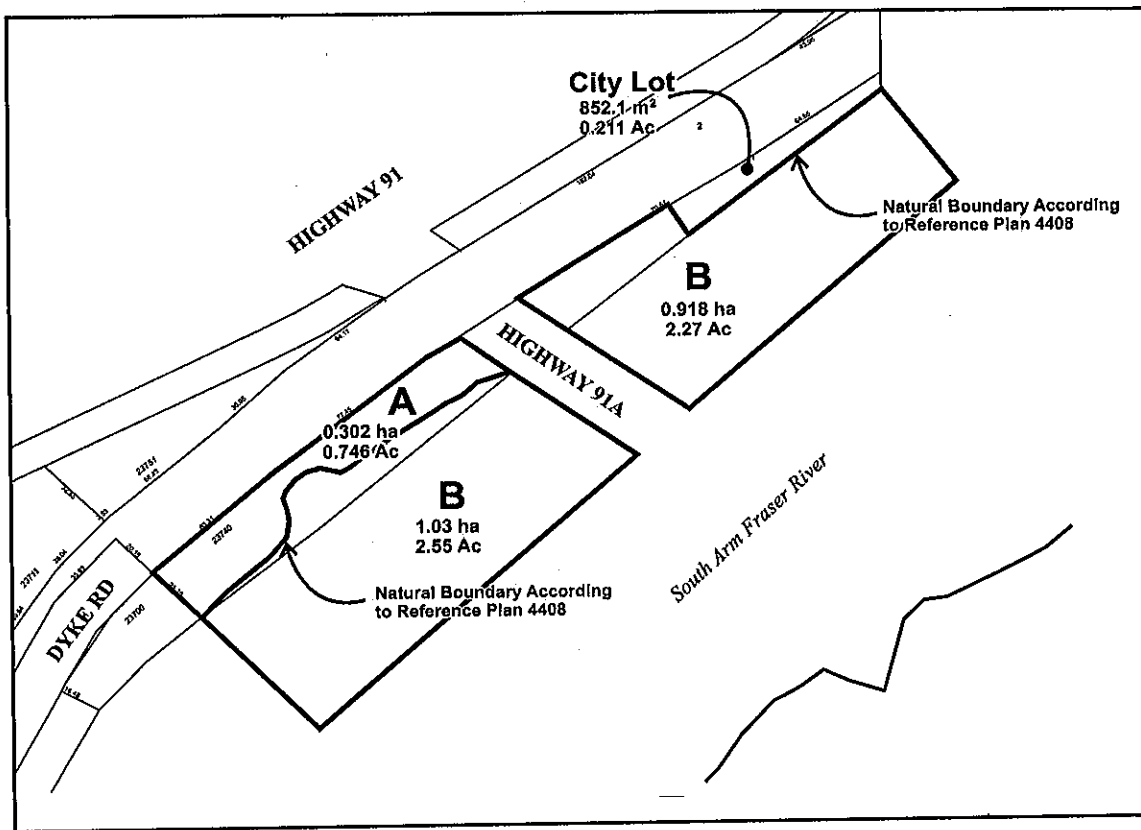 City Lot
852.1 m²
0.211 Ac
2
HIGHWAY 91
Natural Boundary According
to Reference Plan 4408
B
0.918 ha
2.27 Ac
HIGHWAY 91A
A
0.302 ha
0.746 Ac
B
1.03 ha
2.55 Ac
South Arm Fraser River
23751
23740
23711
23700
DYKE RD
Natural Boundary According
to Reference Plan 4408